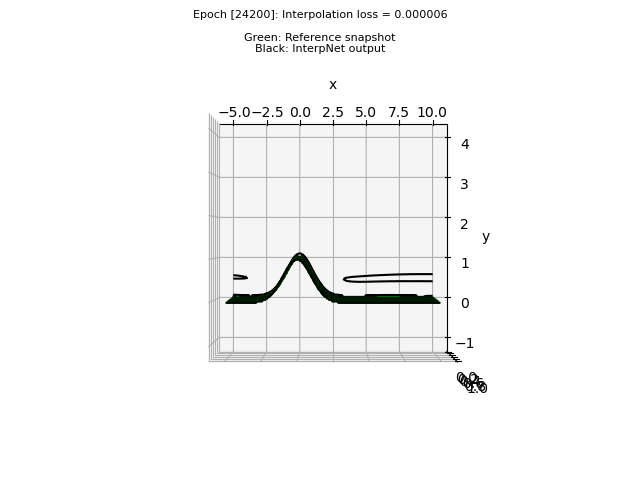 Epoch [24200]: Interpolation loss = 0.000006
Green: Reference snapshot
Black: InterpNet output
x
−5.0 −2.5 0.0 2.5 5.0 7.5 10.0
4
3
2
y
1
0
−1